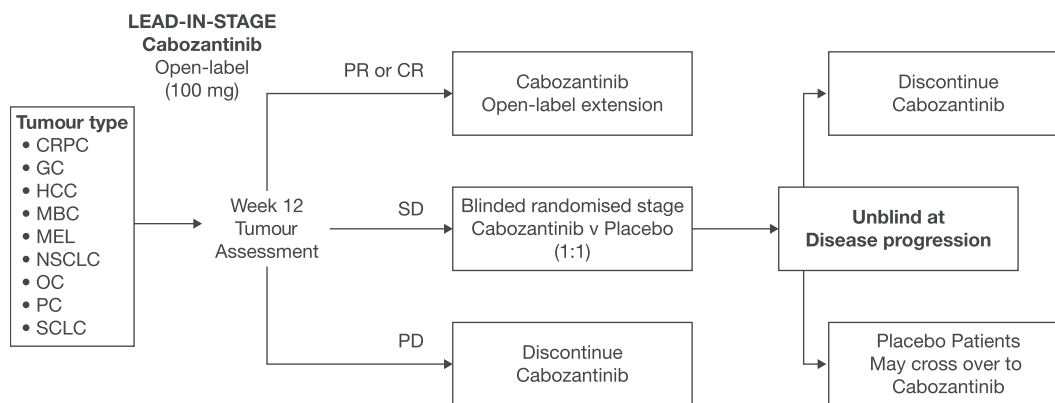 LEAD-IN-STAGE
Cabozantinib
Open-label
(100 mg)
Tumour type
• CRPC
• GC
• HCC
• MBC
• MEL
• NSCLC
• OC
• PC
• SCLC
Week 12
Tumour
Assessment
PR or CR
Cabozantinib
Open-label extension
SD
Blinded randomised stage
Cabozantinib v Placebo
(1:1)
PD
Discontinue
Cabozantinib
Discontinue
Cabozantinib
Unblind at
Disease progression
Placebo Patients
May cross over to
Cabozantinib